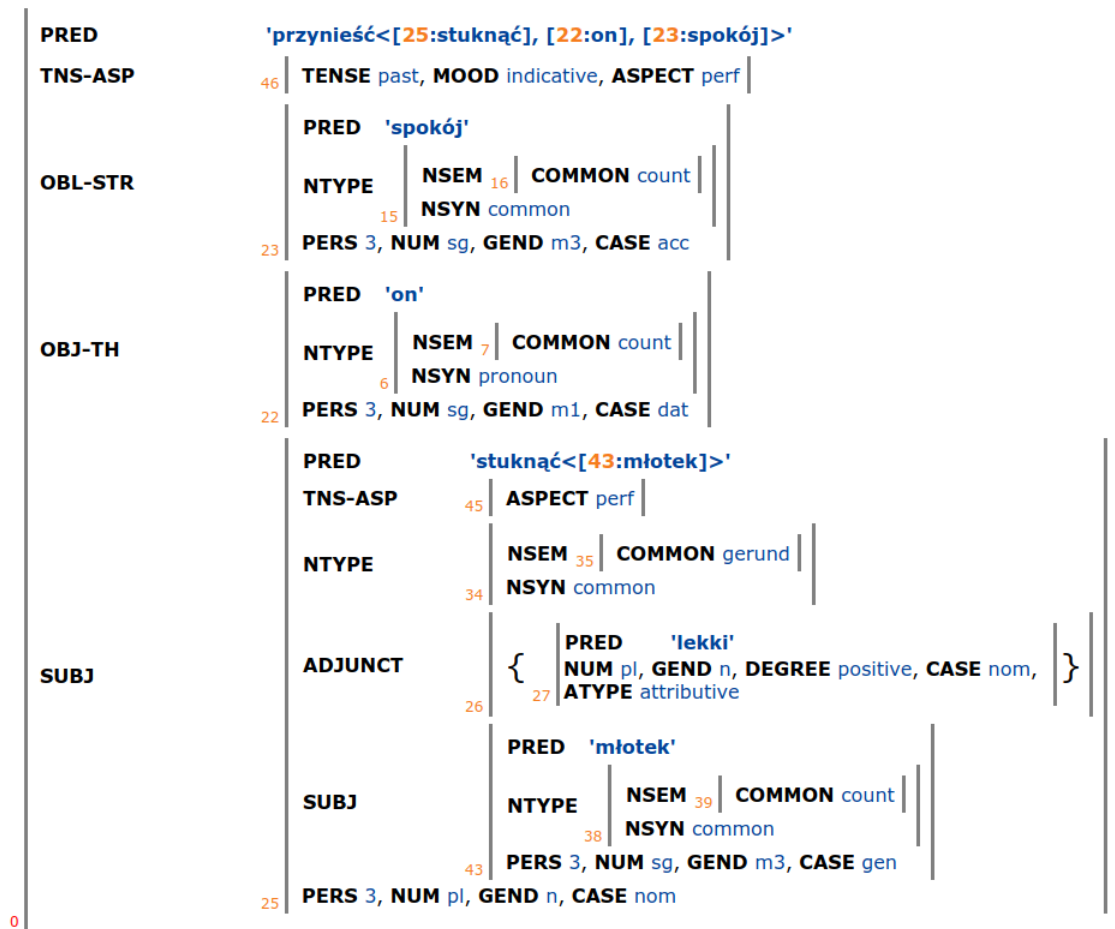 PRED 'przynieść<[25:stuknąć], [22:on], [23:spokój]>'
TNS-ASP 46 TENSE past, MOOD indicative, ASPECT perf
PRED 'spokój'
OBL-STR NTYPE NSEM 16 COMMON count
15 NSYN common
23 PERS 3, NUM sg, GEND m3, CASE acc
PRED 'on'
OBJ-TH NTYPE NSEM 7 COMMON count
6 NSYN pronoun
22 PERS 3, NUM sg, GEND m1, CASE dat
PRED 'stuknąć<[43:młotek]>'
TNS-ASP 45 ASPECT perf
NTYPE NSEM 35 COMMON gerund
34 NSYN common
SUBJ ADJUNCT { PRED 'lekki'
NUM pl, GEND n, DEGREE positive, CASE nom, }
26 27 ATYPE attributive
PRED 'młotek'
SUBJ NTYPE NSEM 39 COMMON count
38 NSYN common
43 PERS 3, NUM sg, GEND m3, CASE gen
25 PERS 3, NUM pl, GEND n, CASE nom
0